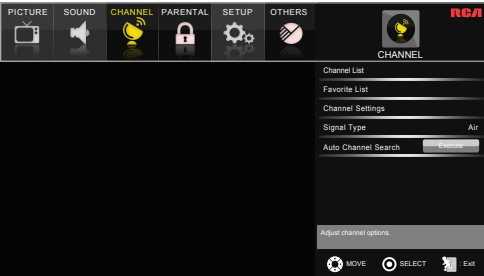 PICTURE SOUND CHANNEL PARENTAL SETUP OTHERS
RCA
CHANNEL
Channel List
Favorite List
Channel Settings
Signal Type Air
Auto Channel Search Execute
Adjust channel options.
MOVE SELECT : Exit